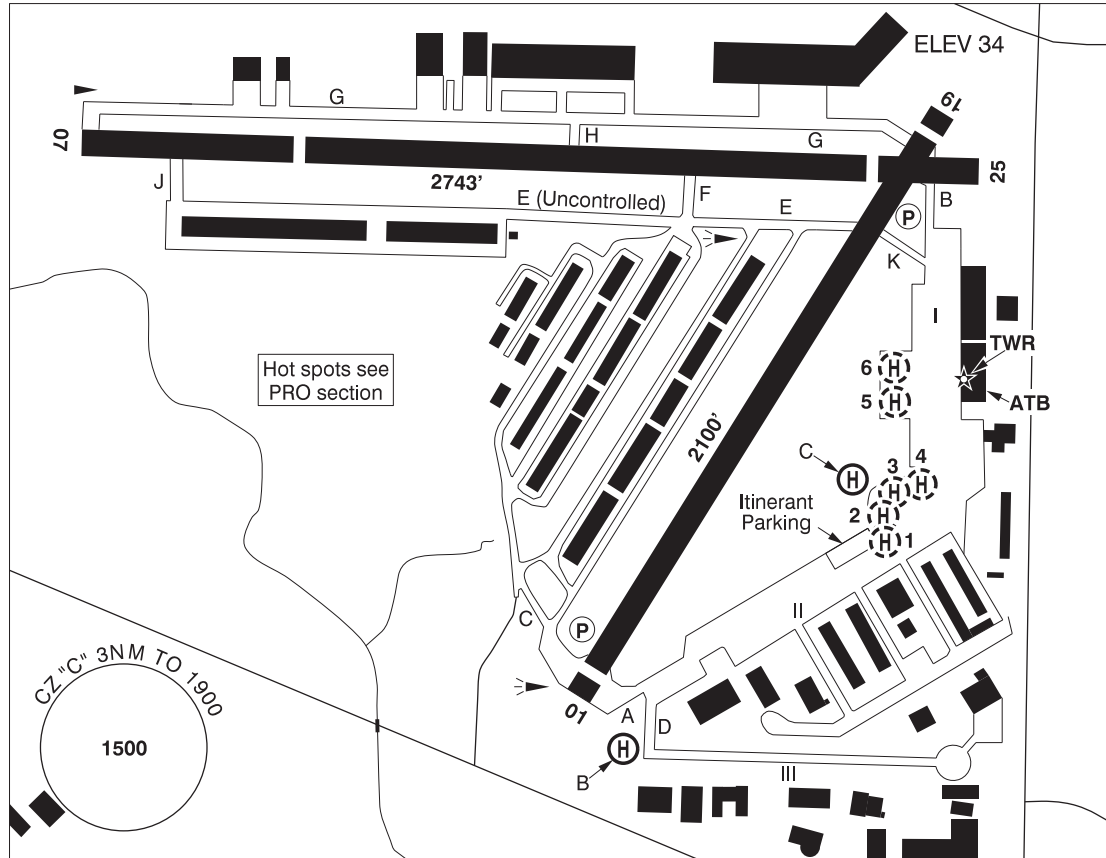 ELEV 34
19
G
H
G
07
25
J
2743'
F
B
E (Uncontrolled)
E
P
K
I
TWR
Hot spots see
PRO section
6 H
5 H
ATB
2100'
C
H
3
4
H
H
Itinerant
Parking
2 H
H 1
II
C
P
CZ "C" 3NM TO 1900
1500
01
A
D
H
B
III